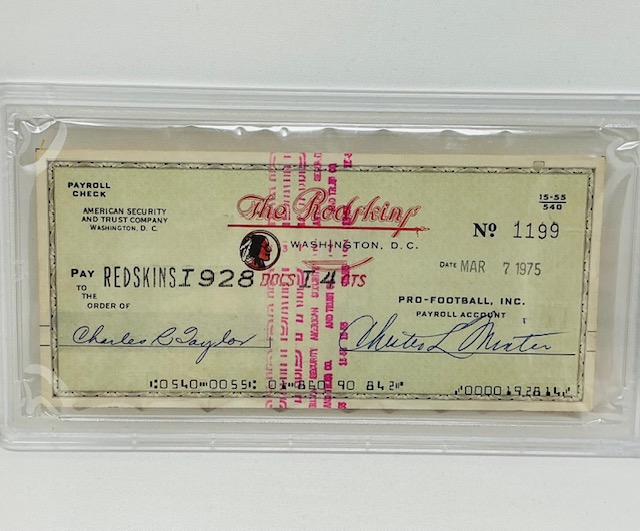 PAYROLL
CHECK
AMERICAN SECURITY
AND TRUST COMPANY
WASHINGTON, D. C.
The Redskins
WASHINGTON, D.C.
15-55
540
Nº 1199
DATE MAR 7 1975
PAY REDSKINS 1928 DOLS 14 CTS
TO
THE
ORDER OF
PRO-FOOTBALL, INC.
PAYROLL ACCOUNT
Charles R Taylor
⑆0540⑉0055⑆ 01 840 90 842⑈ ⑈0000192814⑈